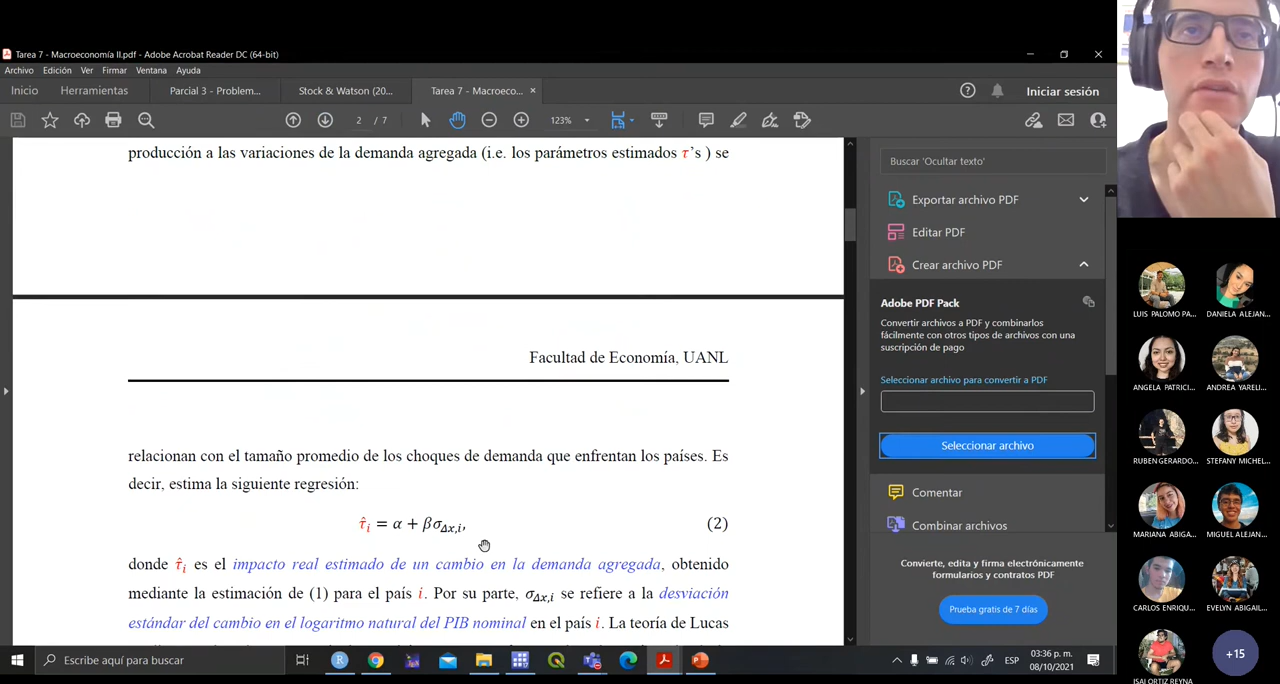 Tarea 7 - Macroeconomía II.pdf - Adobe Acrobat Reader DC (64-bit)
Archivo Edición Ver Firmar Ventana Ayuda
Inicio Herramientas Parcial 3 - Problem... Stock & Watson (20... Tarea 7 - Macroeco... × Iniciar sesión
2 / 7 123%
producción a las variaciones de la demanda agregada (i.e. los parámetros estimados τ's ) se
Facultad de Economía, UANL
relacionan con el tamaño promedio de los choques de demanda que enfrentan los países. Es
decir, estima la siguiente regresión:
τ̂ᵢ = α + βσ_Δx,i, (2)
donde τ̂ᵢ es el impacto real estimado de un cambio en la demanda agregada, obtenido
mediante la estimación de (1) para el país i. Por su parte, σ_Δx,i se refiere a la desviación
estándar del cambio en el logaritmo natural del PIB nominal en el país i. La teoría de Lucas
Buscar 'Ocultar texto'
Exportar archivo PDF
Editar PDF
Crear archivo PDF
Adobe PDF Pack
Convertir archivos a PDF y combinarlos
fácilmente con otros tipos de archivos con una
suscripción de pago
Seleccionar archivo para convertir a PDF
Seleccionar archivo
Comentar
Combinar archivos
Convierte, edita y firma electrónicamente
formularios y contratos PDF
Prueba gratis de 7 días
LUIS PALOMO PA... DANIELA ALEJAN...
ANGELA PATRICI... ANDREA YARELI...
RUBEN GERARDO... STEFANY MICHEL...
MARIANA ABIGA... MIGUEL ALEJAN...
CARLOS ENRIQU... EVELYN ABIGAIL...
ISAI ORTIZ REYNA +15
Escribe aquí para buscar
ESP
03:36 p. m.
08/10/2021